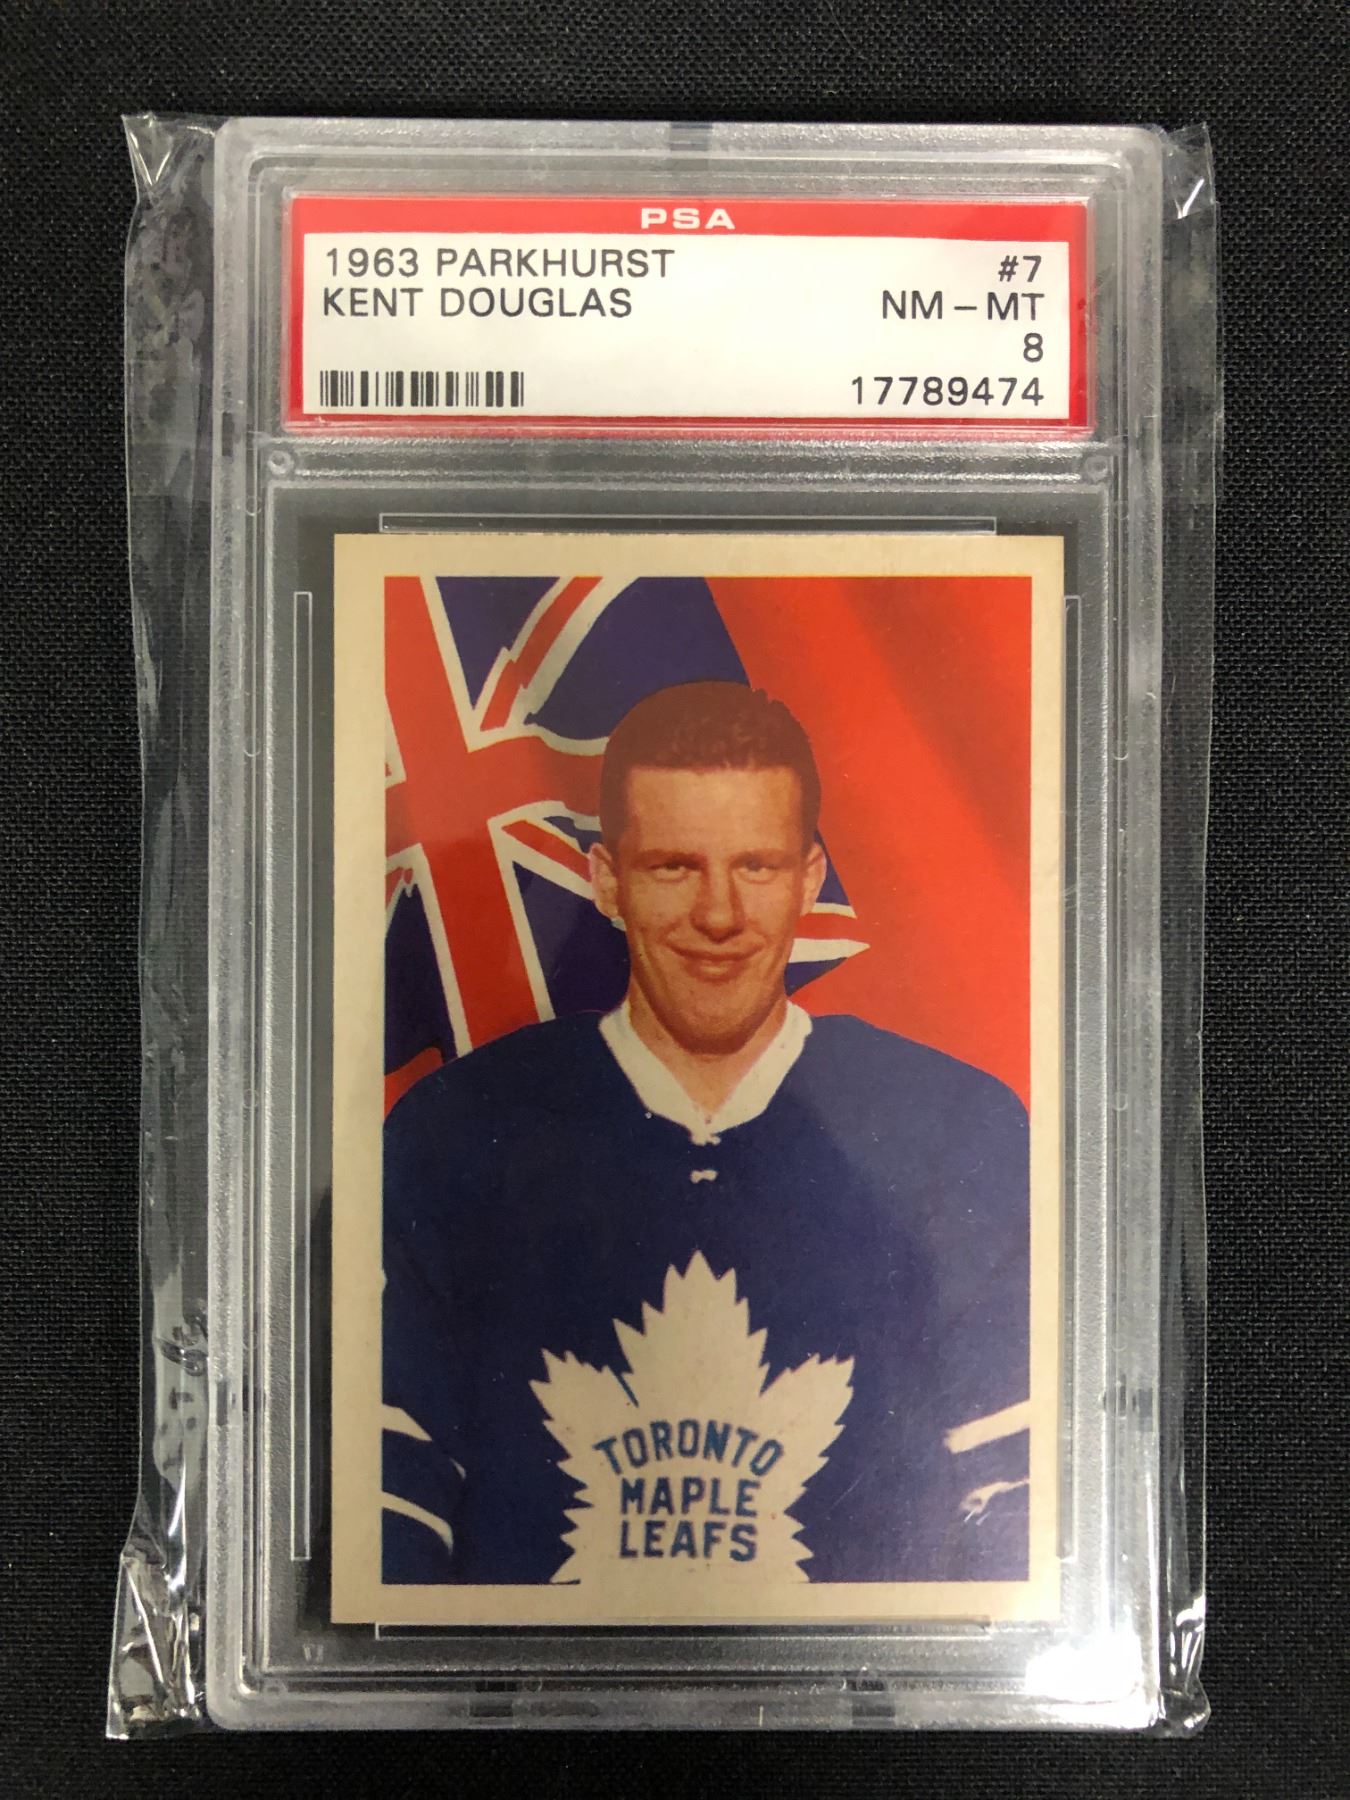 PSA
1963 PARKHURST #7
KENT DOUGLAS NM-MT
8
17789474
TORONTO
MAPLE
LEAFS